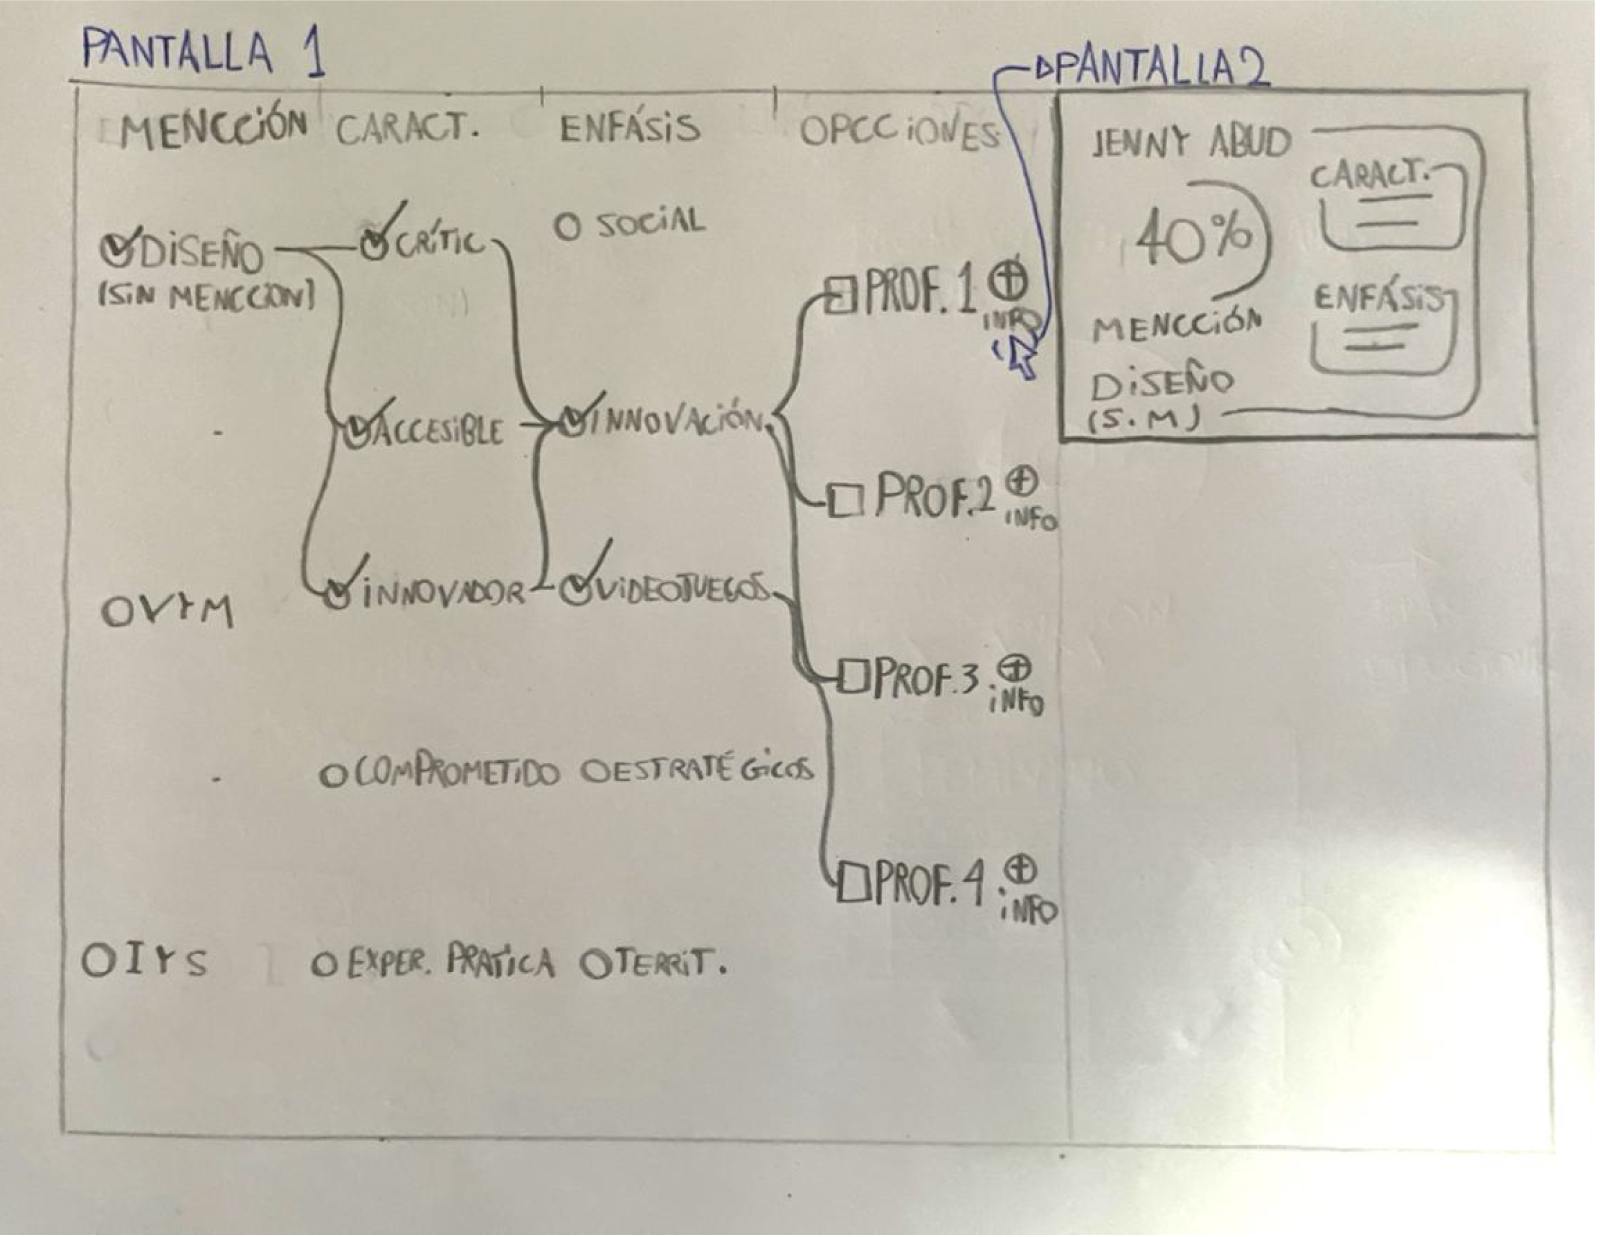 PANTALLA 1
PANTALLA 2
MENCCIÓN CARACT. ENFÁSIS OPCCIONES
DISEÑO
(SIN MENCCION)
CRÍTIC
SOCIAL
ACCESIBLE
INNOVACIÓN
INNOVADOR
VIDEOJUEGOS
VYM
COMPROMETIDO
ESTRATÉGICOS
IYS
EXPER. PRATICA
TERRIT.
PROF. 1
INFO
PROF. 2
INFO
PROF. 3
INFO
PROF. 4
INFO
JENNY ABUD
40%
MENCCIÓN
DISEÑO
(S.M)
CARACT.
ENFÁSIS